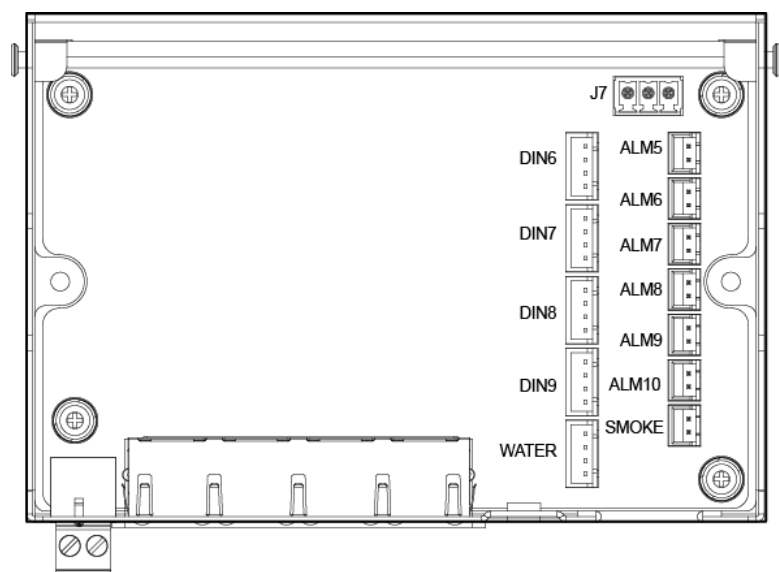 J7
DIN6
ALM5
ALM6
DIN7
ALM7
ALM8
DIN8
ALM9
DIN9
ALM10
SMOKE
WATER